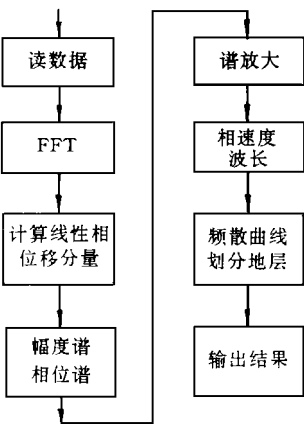 读数据
FFT
计算线性相
位移分量
幅度谱
相位谱
谱放大
相速度
波长
频散曲线
划分地层
输出结果